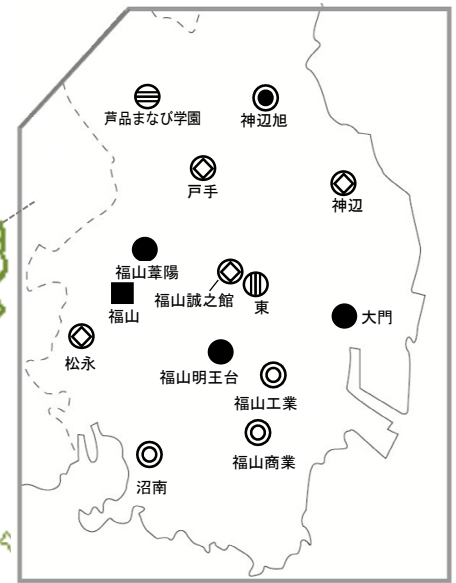 芦品まなび学園
神辺旭
戸手
神辺
福山葦陽
福山誠之館
東
福山
大門
松永
福山明王台
福山工業
福山商業
沼南